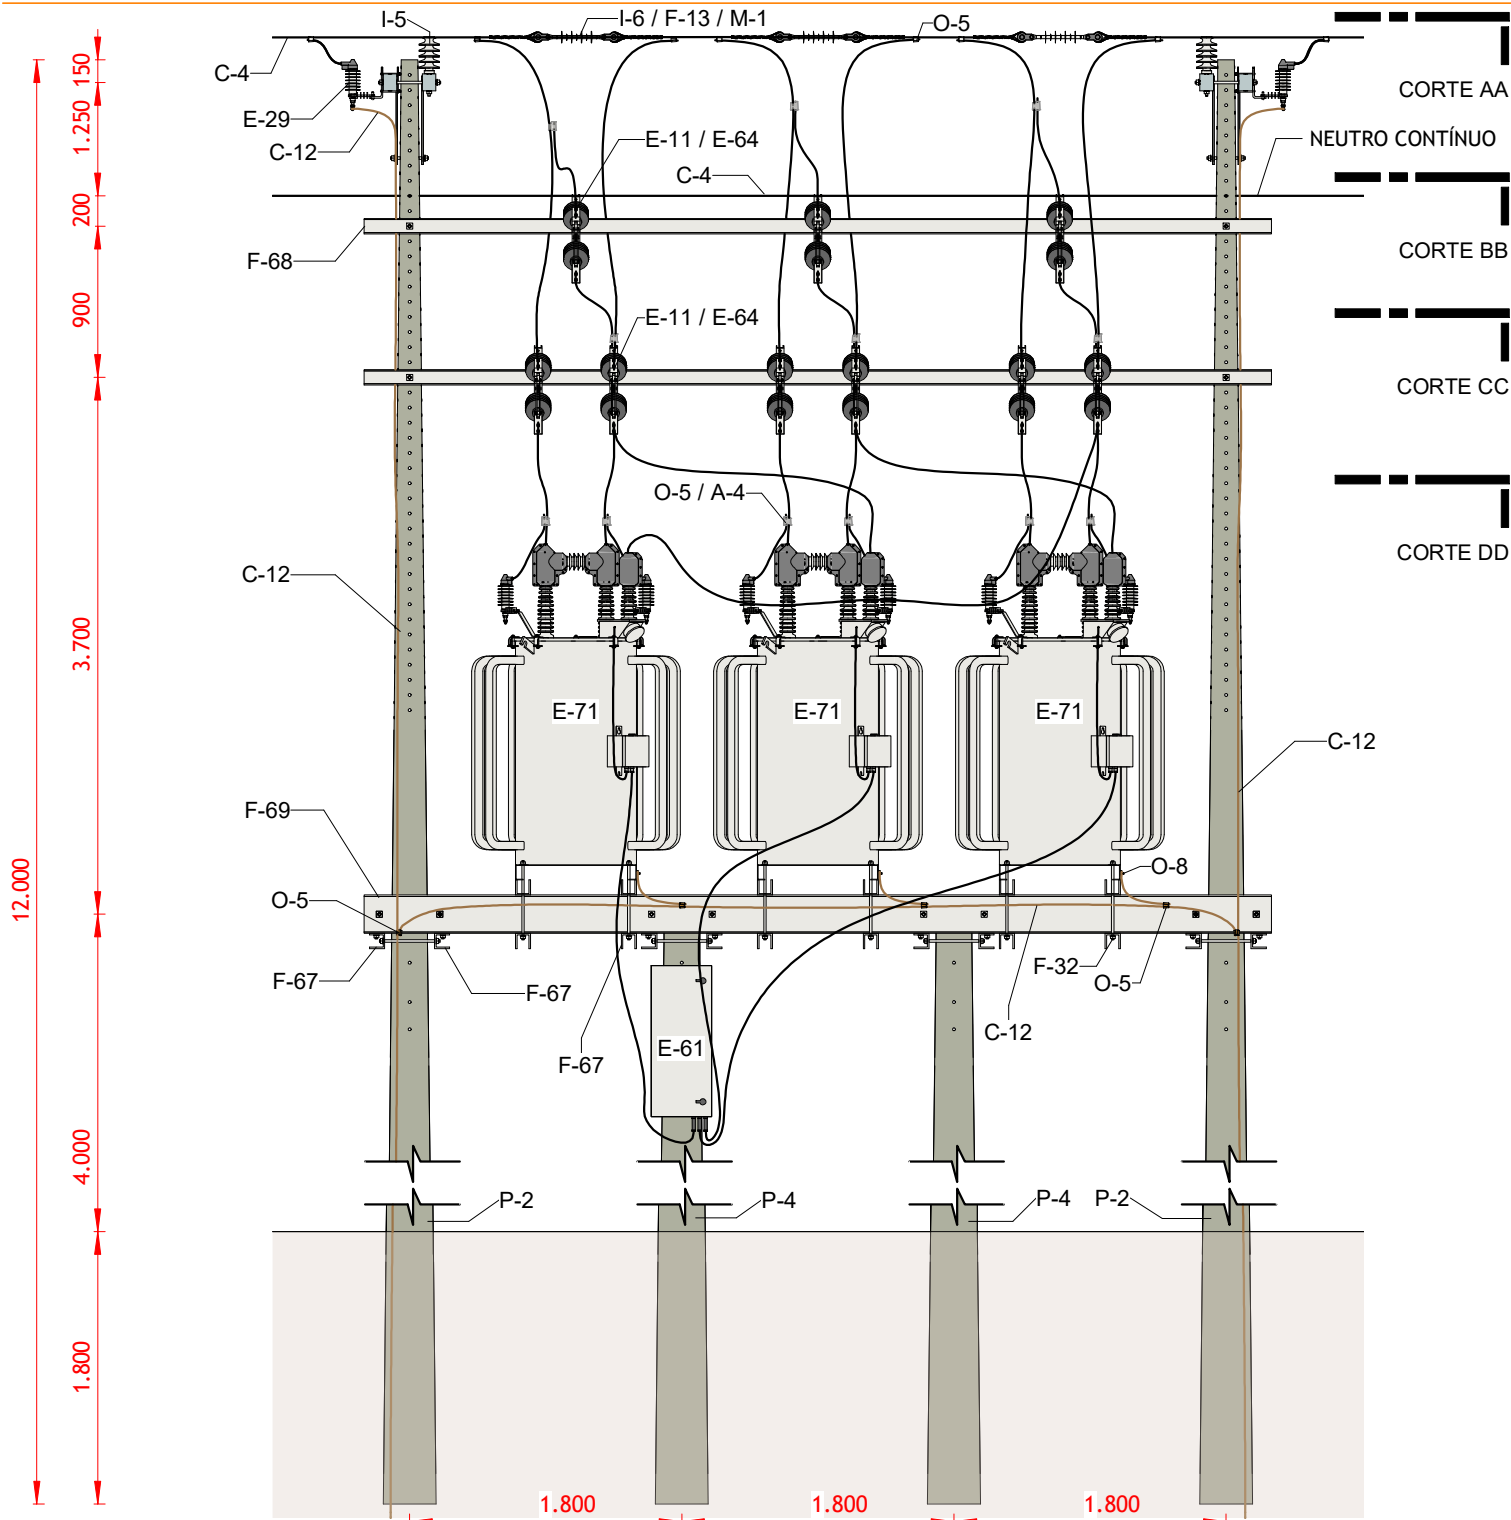 I-5
I-6 / F-13 / M-1
O-5
C-4
150
CORTE AA
E-29
1.250
C-12
E-11 / E-64
NEUTRO CONTÍNUO
C-4
200
CORTE BB
F-68
900
E-11 / E-64
CORTE CC
O-5 / A-4
CORTE DD
C-12
3.700
E-71
E-71
E-71
C-12
F-69
O-8
12.000
O-5
F-67
F-67
F-32
O-5
C-12
E-61
F-67
4.000
P-2
P-4
P-4
P-2
1.800
1.800
1.800
1.800